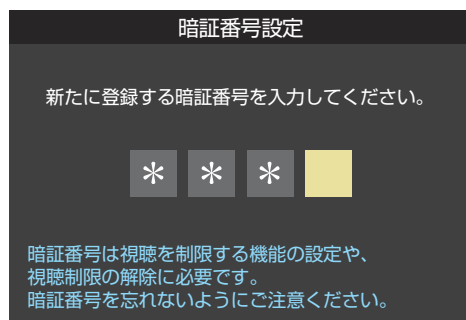 暗証番号設定
新たに登録する暗証番号を入力してください。
* * *
暗証番号は視聴を制限する機能の設定や、
視聴制限の解除に必要です。
暗証番号を忘れないようにご注意ください。